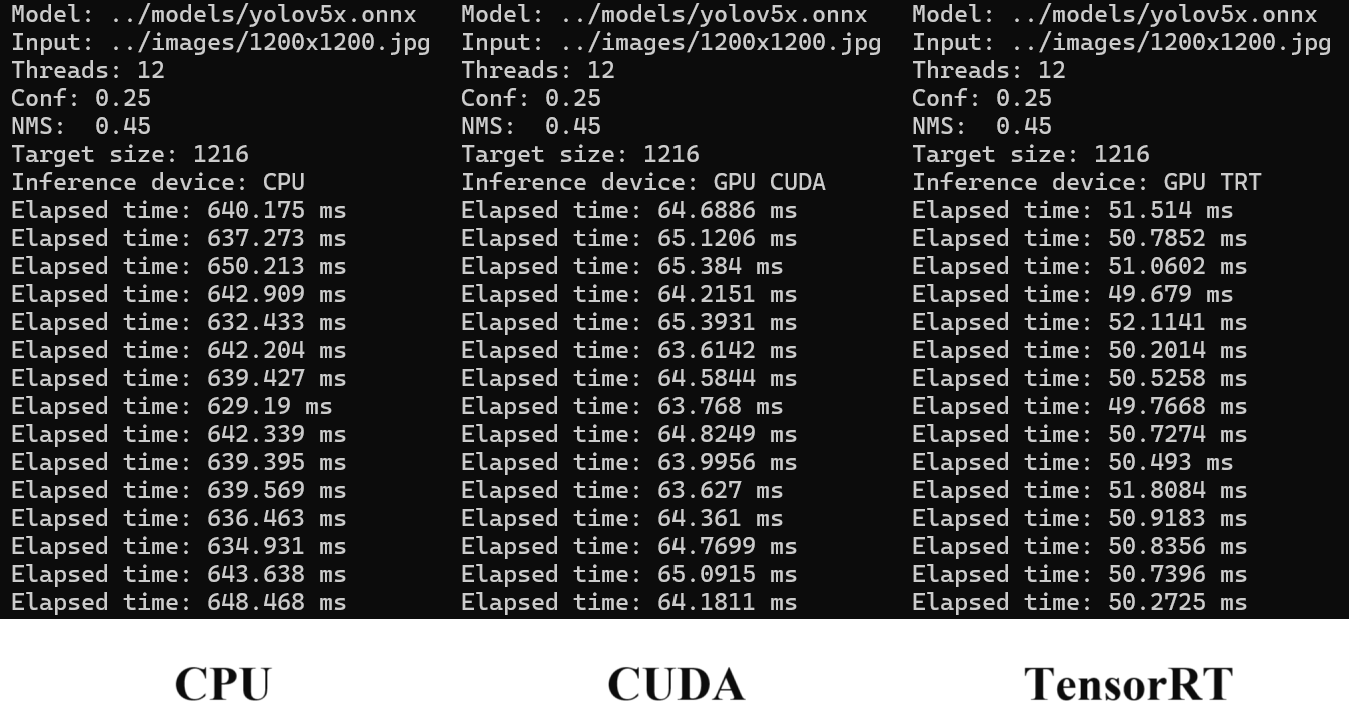 Model: ../models/yolov5x.onnx
Input: ../images/1200x1200.jpg
Threads: 12
Conf: 0.25
NMS:  0.45
Target size: 1216
Inference device: CPU
Elapsed time: 640.175 ms
Elapsed time: 637.273 ms
Elapsed time: 650.213 ms
Elapsed time: 642.909 ms
Elapsed time: 632.433 ms
Elapsed time: 642.204 ms
Elapsed time: 639.427 ms
Elapsed time: 629.19 ms
Elapsed time: 642.339 ms
Elapsed time: 639.395 ms
Elapsed time: 639.569 ms
Elapsed time: 636.463 ms
Elapsed time: 634.931 ms
Elapsed time: 643.638 ms
Elapsed time: 648.468 ms
CPU
Model: ../models/yolov5x.onnx
Input: ../images/1200x1200.jpg
Threads: 12
Conf: 0.25
NMS:  0.45
Target size: 1216
Inference device: GPU CUDA
Elapsed time: 64.6886 ms
Elapsed time: 65.1206 ms
Elapsed time: 65.384 ms
Elapsed time: 64.2151 ms
Elapsed time: 65.3931 ms
Elapsed time: 63.6142 ms
Elapsed time: 64.5844 ms
Elapsed time: 63.768 ms
Elapsed time: 64.8249 ms
Elapsed time: 63.9956 ms
Elapsed time: 63.627 ms
Elapsed time: 64.361 ms
Elapsed time: 64.7699 ms
Elapsed time: 65.0915 ms
Elapsed time: 64.1811 ms
CUDA
Model: ../models/yolov5x.onnx
Input: ../images/1200x1200.jpg
Threads: 12
Conf: 0.25
NMS:  0.45
Target size: 1216
Inference device: GPU TRT
Elapsed time: 51.514 ms
Elapsed time: 50.7852 ms
Elapsed time: 51.0602 ms
Elapsed time: 49.679 ms
Elapsed time: 52.1141 ms
Elapsed time: 50.2014 ms
Elapsed time: 50.5258 ms
Elapsed time: 49.7668 ms
Elapsed time: 50.7274 ms
Elapsed time: 50.493 ms
Elapsed time: 51.8084 ms
Elapsed time: 50.9183 ms
Elapsed time: 50.8356 ms
Elapsed time: 50.7396 ms
Elapsed time: 50.2725 ms
TensorRT